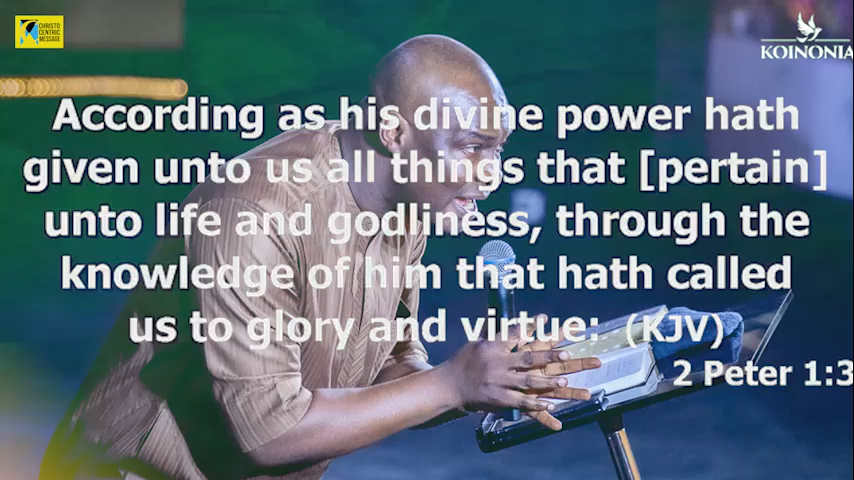 CHRISTO
CENTRIC
MESSAGE
KOINONIA
According as his divine power hath
given unto us all things that [pertain]
unto life and godliness, through the
knowledge of him that hath called
us to glory and virtue: (KJV)
2 Peter 1:3